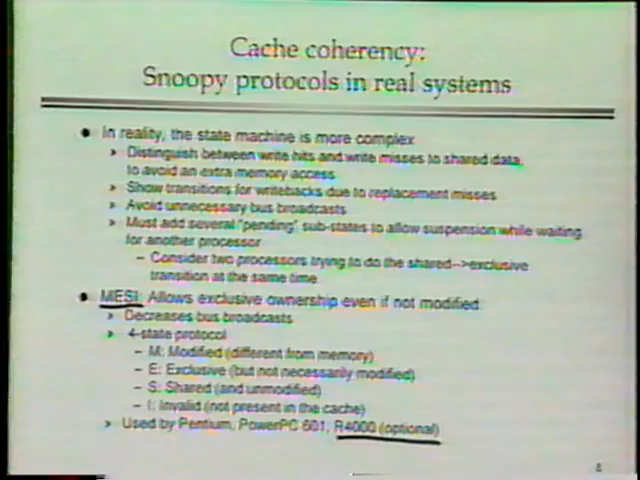 Cache coherency:
Snoopy protocols in real systems
● In reality, the state machine is more complex
» Distinguish between write hits and write misses to shared data,
to avoid an extra memory access
» Show transitions for writebacks due to replacement misses
» Avoid unnecessary bus broadcasts
» Must add several "pending" sub-states to allow suspension while waiting
for another processor
– Consider two processors trying to do the shared-->exclusive
transition at the same time
● MESI: Allows exclusive ownership even if not modified
» Decreases bus broadcasts
» 4-state protocol
– M: Modified (different from memory)
– E: Exclusive (but not necessarily modified)
– S: Shared (and unmodified)
– I: Invalid (not present in the cache)
» Used by Pentium, PowerPC 601, R4000 (optional)
8